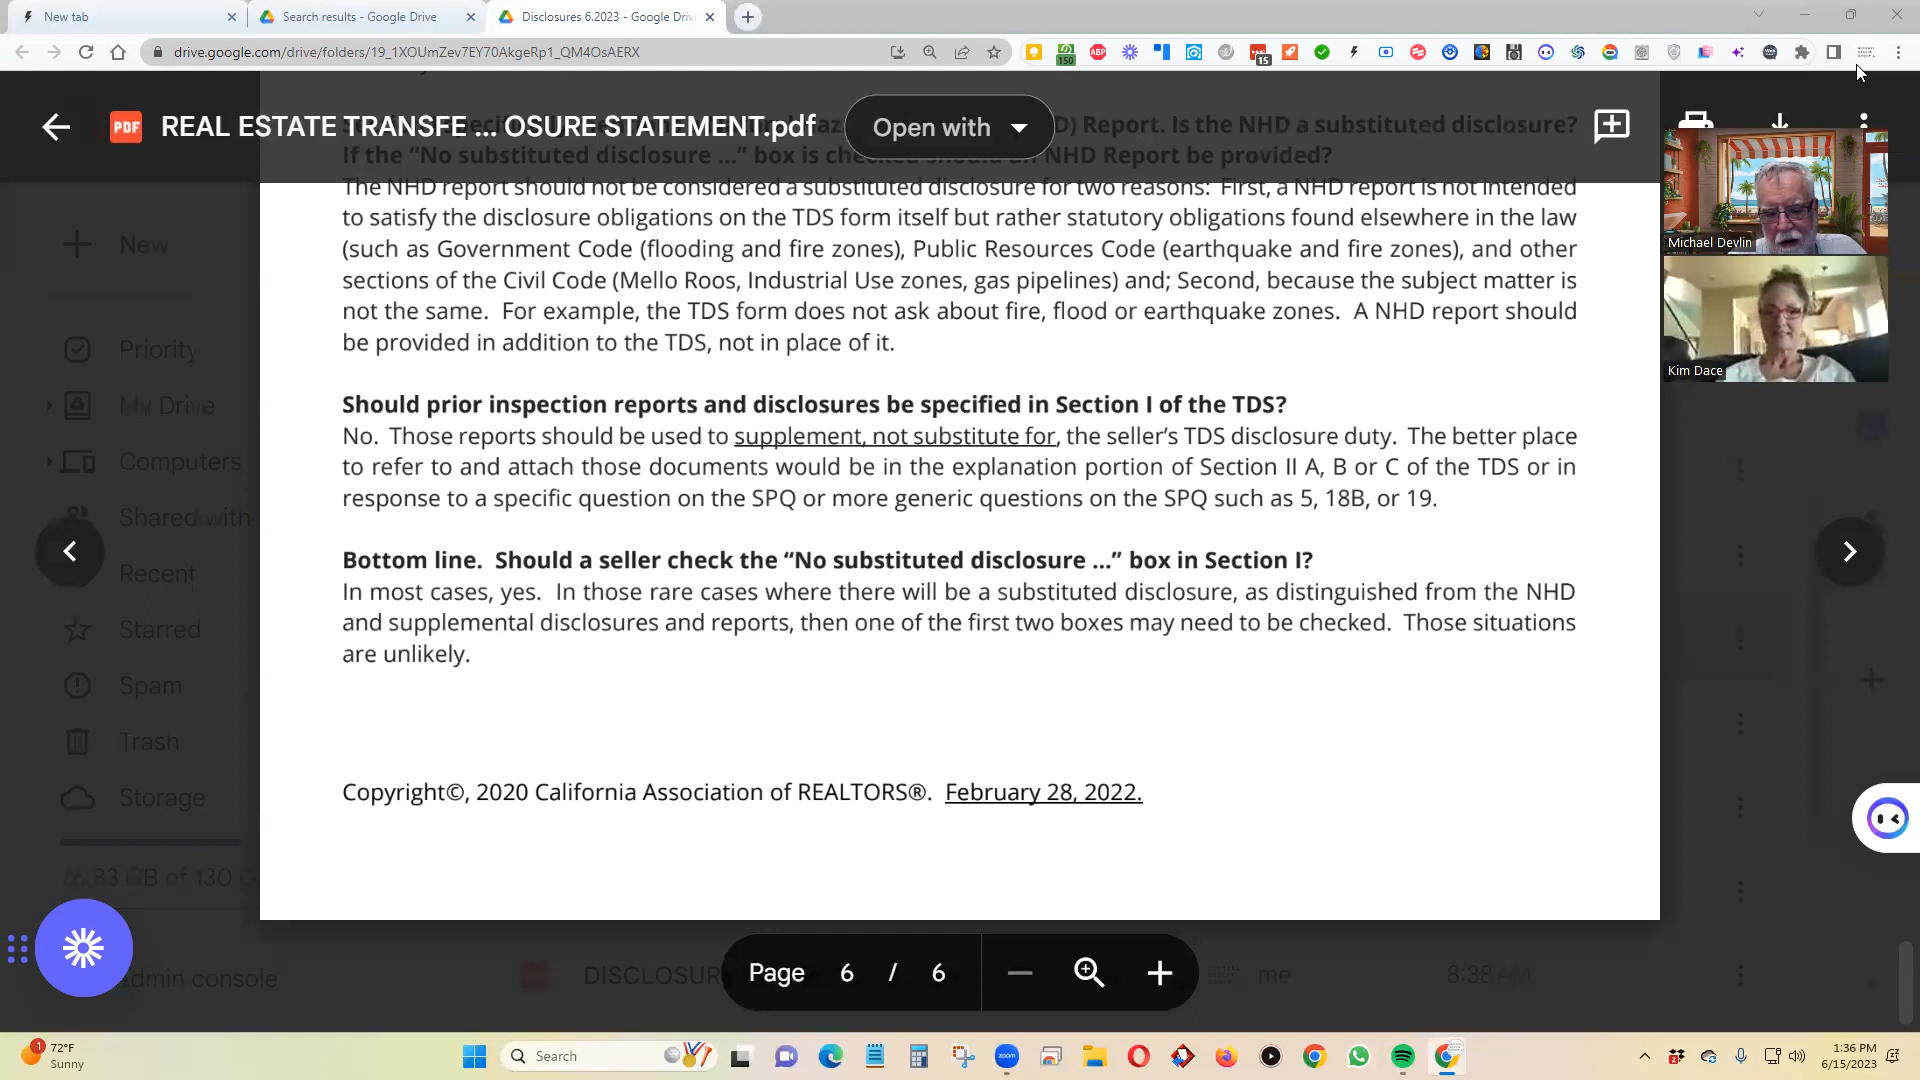 New tab
Search results - Google Drive
Disclosures 6.2023 - Google Driv
drive.google.com/drive/folders/19_1XOUmZev7EY70AkgeRp1_QM4OsAERX
150
ABP
15
PDF
REAL ESTATE TRANSFE ... OSURE STATEMENT.pdf
Open with
) Report. Is the NHD a substituted disclosure?
If the “No substituted disclosure ...” box is checked should an NHD Report be provided?
The NHD report should not be considered a substituted disclosure for two reasons: First, a NHD report is not intended
to satisfy the disclosure obligations on the TDS form itself but rather statutory obligations found elsewhere in the law
(such as Government Code (flooding and fire zones), Public Resources Code (earthquake and fire zones), and other
sections of the Civil Code (Mello Roos, Industrial Use zones, gas pipelines) and; Second, because the subject matter is
not the same. For example, the TDS form does not ask about fire, flood or earthquake zones. A NHD report should
be provided in addition to the TDS, not in place of it.
Should prior inspection reports and disclosures be specified in Section I of the TDS?
No. Those reports should be used to supplement, not substitute for, the seller’s TDS disclosure duty. The better place
to refer to and attach those documents would be in the explanation portion of Section II A, B or C of the TDS or in
response to a specific question on the SPQ or more generic questions on the SPQ such as 5, 18B, or 19.
Bottom line. Should a seller check the “No substituted disclosure ...” box in Section I?
In most cases, yes. In those rare cases where there will be a substituted disclosure, as distinguished from the NHD
and supplemental disclosures and reports, then one of the first two boxes may need to be checked. Those situations
are unlikely.
Copyright©, 2020 California Association of REALTORS®. February 28, 2022.
New
Priority
My Drive
Computers
Shared with
Recent
Starred
Spam
Trash
Storage
83 GB of 130 G
Admin console
DISCLOSUR
me
8:38 AM
Page 6 / 6
Michael Devlin
Kim Dace
1
72°F
Sunny
Search
zoom
2
1:36 PM
6/15/2023